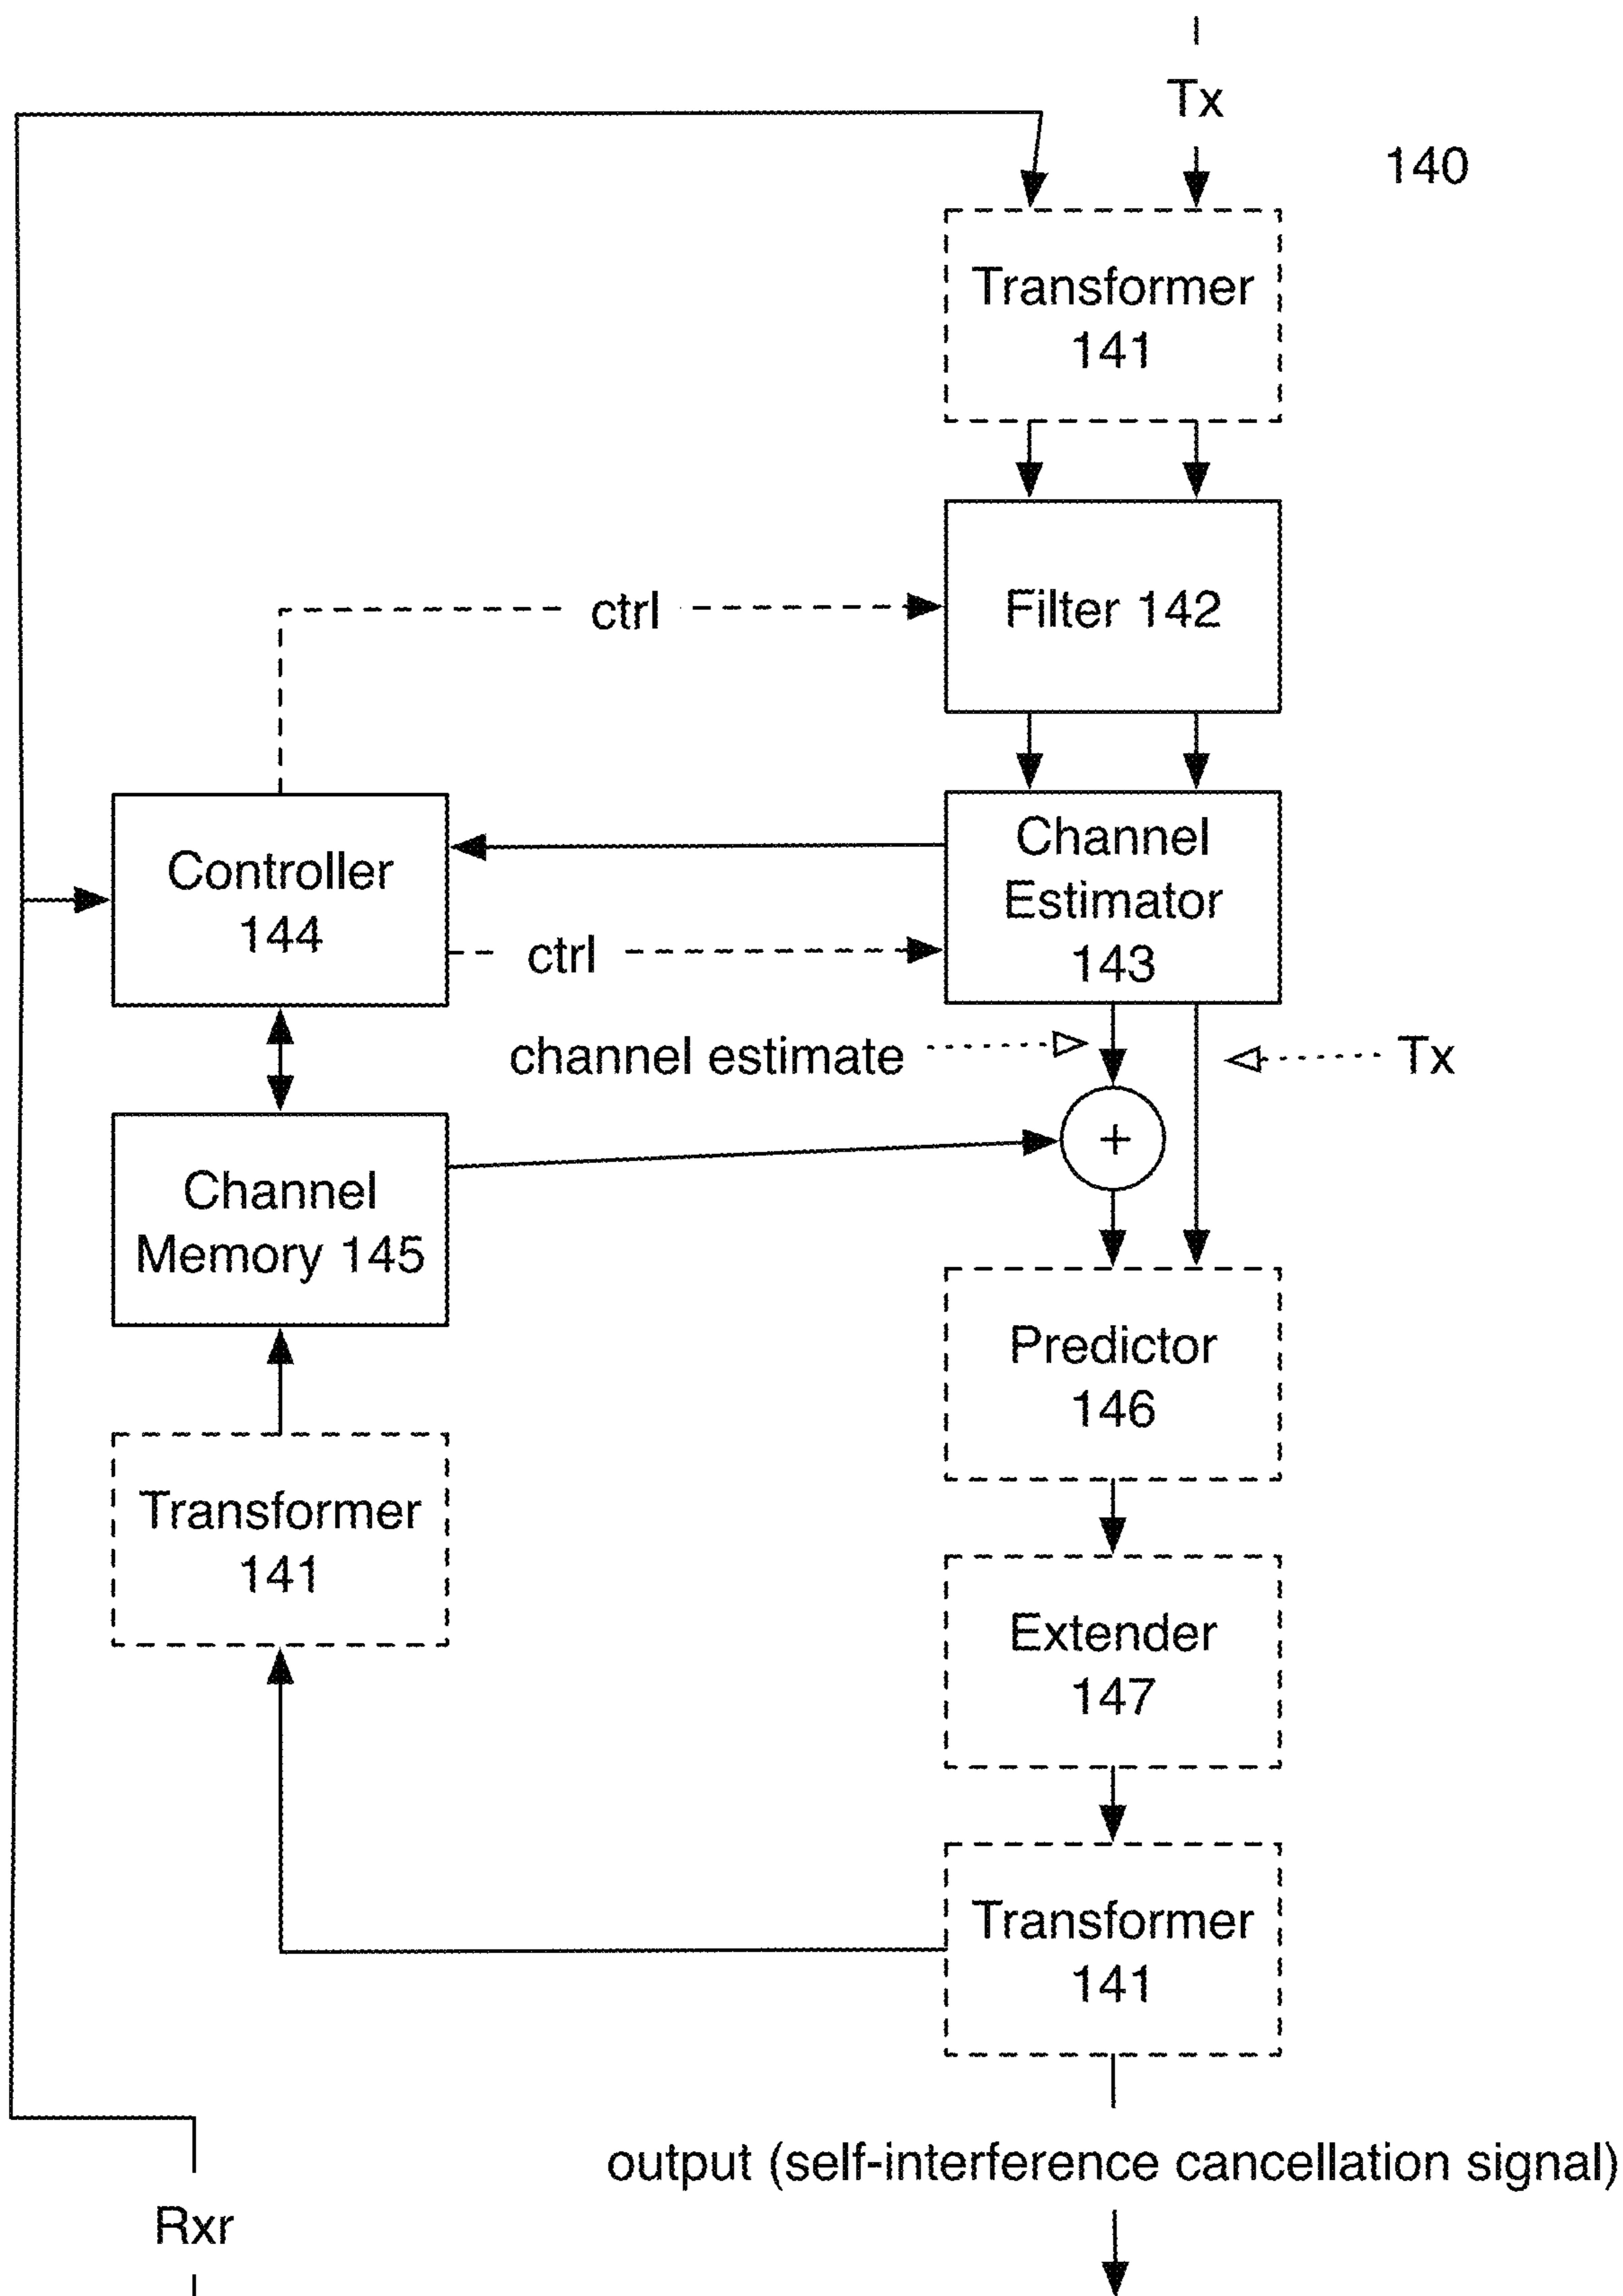 Tx
140
Transformer
141
ctrl
Filter 142
Controller
144
Channel
Estimator
143
ctrl
channel estimate
Tx
+
Channel
Memory 145
Predictor
146
Transformer
141
Extender
147
Transformer
141
output (self-interference cancellation signal)
Rxr